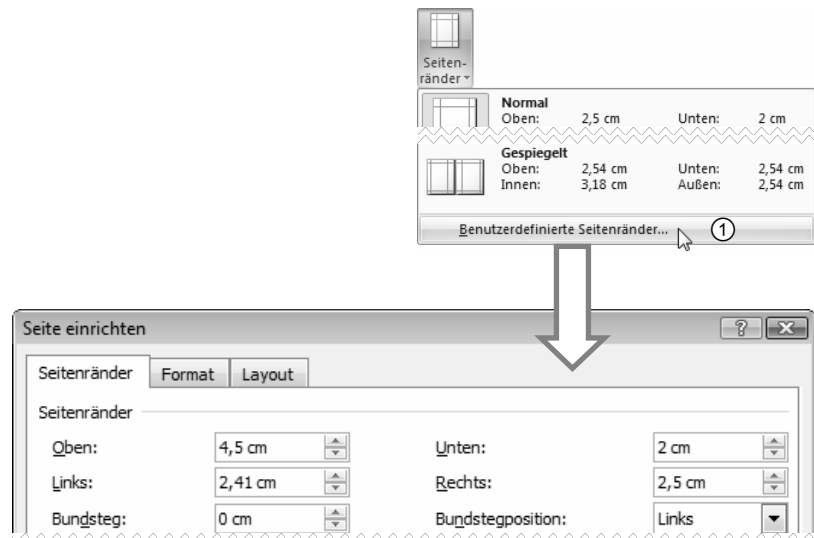 Seiten-
ränder
Normal
Oben: 2,5 cm Unten: 2 cm
Gespiegelt
Oben: 2,54 cm Unten: 2,54 cm
Innen: 3,18 cm Außen: 2,54 cm
Benutzerdefinierte Seitenränder... ①
Seite einrichten
Seitenränder Format Layout
Seitenränder
Oben: 4,5 cm Unten: 2 cm
Links: 2,41 cm Rechts: 2,5 cm
Bundsteg: 0 cm Bundstegposition: Links